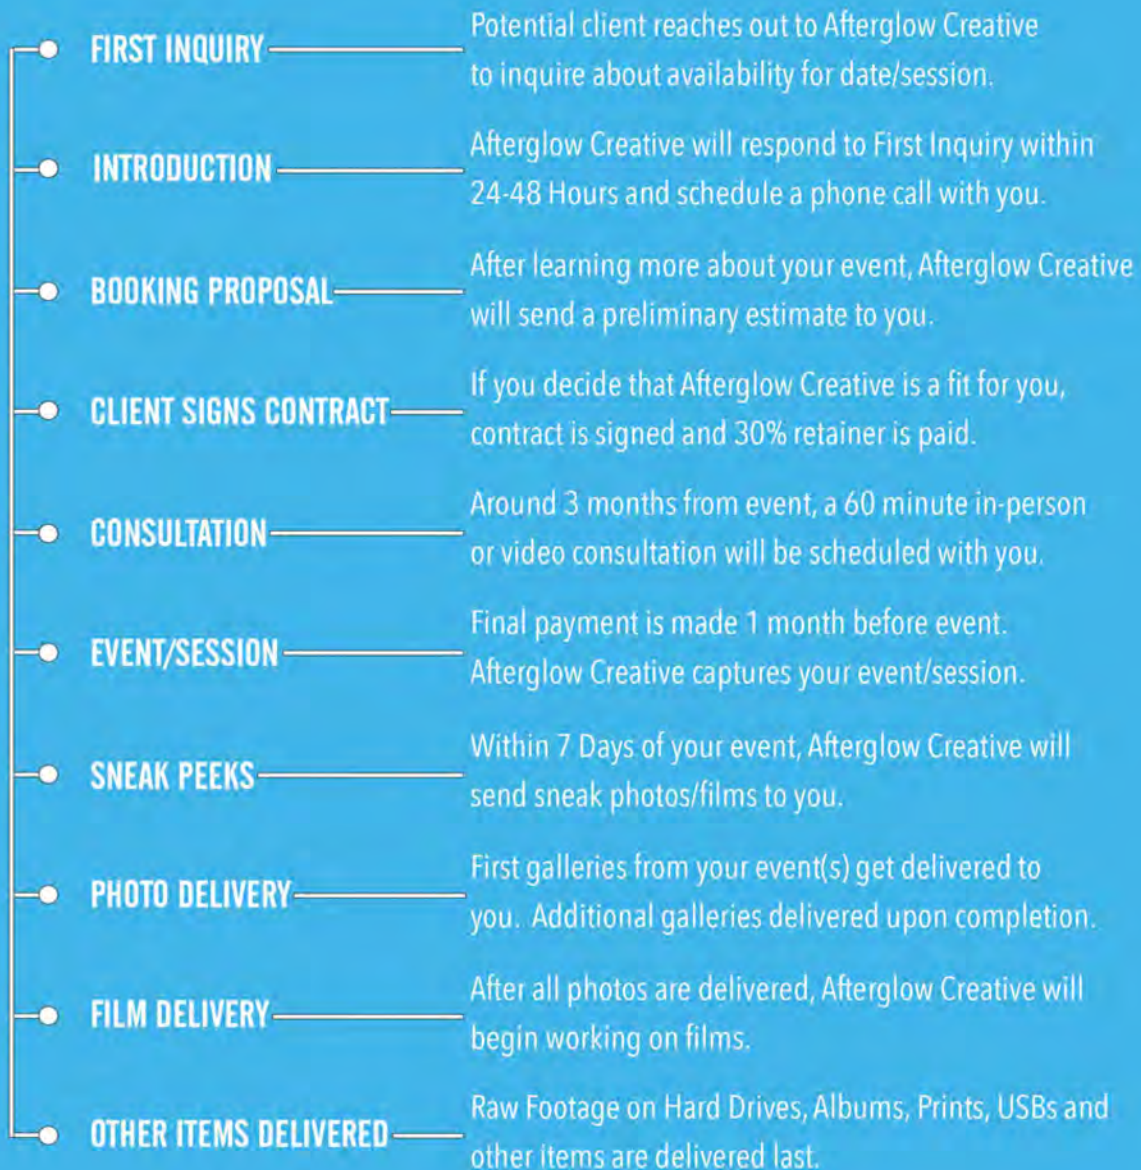 FIRST INQUIRY
Potential client reaches out to Afterglow Creative
to inquire about availability for date/session.
INTRODUCTION
Afterglow Creative will respond to First Inquiry within
24-48 Hours and schedule a phone call with you.
BOOKING PROPOSAL
After learning more about your event, Afterglow Creative
will send a preliminary estimate to you.
CLIENT SIGNS CONTRACT
If you decide that Afterglow Creative is a fit for you,
contract is signed and 30% retainer is paid.
CONSULTATION
Around 3 months from event, a 60 minute in-person
or video consultation will be scheduled with you.
EVENT/SESSION
Final payment is made 1 month before event.
Afterglow Creative captures your event/session.
SNEAK PEEKS
Within 7 Days of your event, Afterglow Creative will
send sneak photos/films to you.
PHOTO DELIVERY
First galleries from your event(s) get delivered to
you. Additional galleries delivered upon completion.
FILM DELIVERY
After all photos are delivered, Afterglow Creative will
begin working on films.
OTHER ITEMS DELIVERED
Raw Footage on Hard Drives, Albums, Prints, USBs and
other items are delivered last.